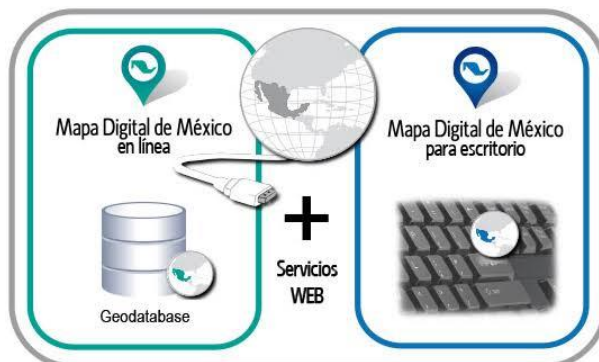 Mapa Digital de México
en línea
Geodatabase
+
Servicios
WEB
Mapa Digital de México
para escritorio